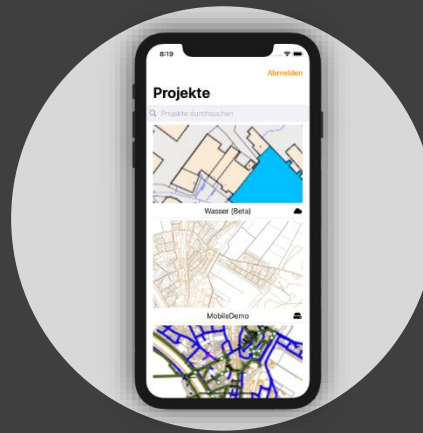 8:19
Abmelden
Projekte
Projekte durchsuchen
Wasser (Beta)
MobileDemo